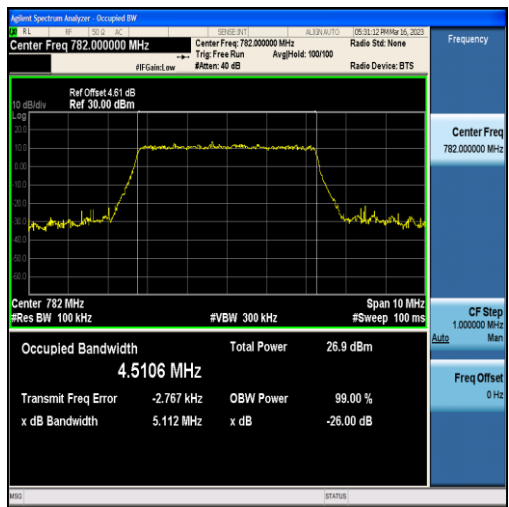 Agilent Spectrum Analyzer - Occupied BW
RL RF 50 Ω AC SENSE:INT ALIGN AUTO 05:31:12 PM Mar 16, 2023
Center Freq 782.000000 MHz
Center Freq: 782.000000 MHz
Radio Std: None
Trig: Free Run Avg|Hold: 100/100
#IFGain:Low
#Atten: 40 dB
Radio Device: BTS
Ref Offset 4.61 dB
10 dB/div Ref 30.00 dBm
Log
20.0
10.0
0.00
-10.0
-20.0
-30.0
-40.0
-50.0
-60.0
Center 782 MHz
Span 10 MHz
#Res BW 100 kHz
#VBW 300 kHz
#Sweep 100 ms
Occupied Bandwidth
Total Power 26.9 dBm
4.5106 MHz
Transmit Freq Error -2.767 kHz
OBW Power 99.00 %
x dB Bandwidth 5.112 MHz
x dB -26.00 dB
MSG
STATUS
Frequency
Center Freq
782.000000 MHz
CF Step
1.000000 MHz
Auto Man
Freq Offset
0 Hz